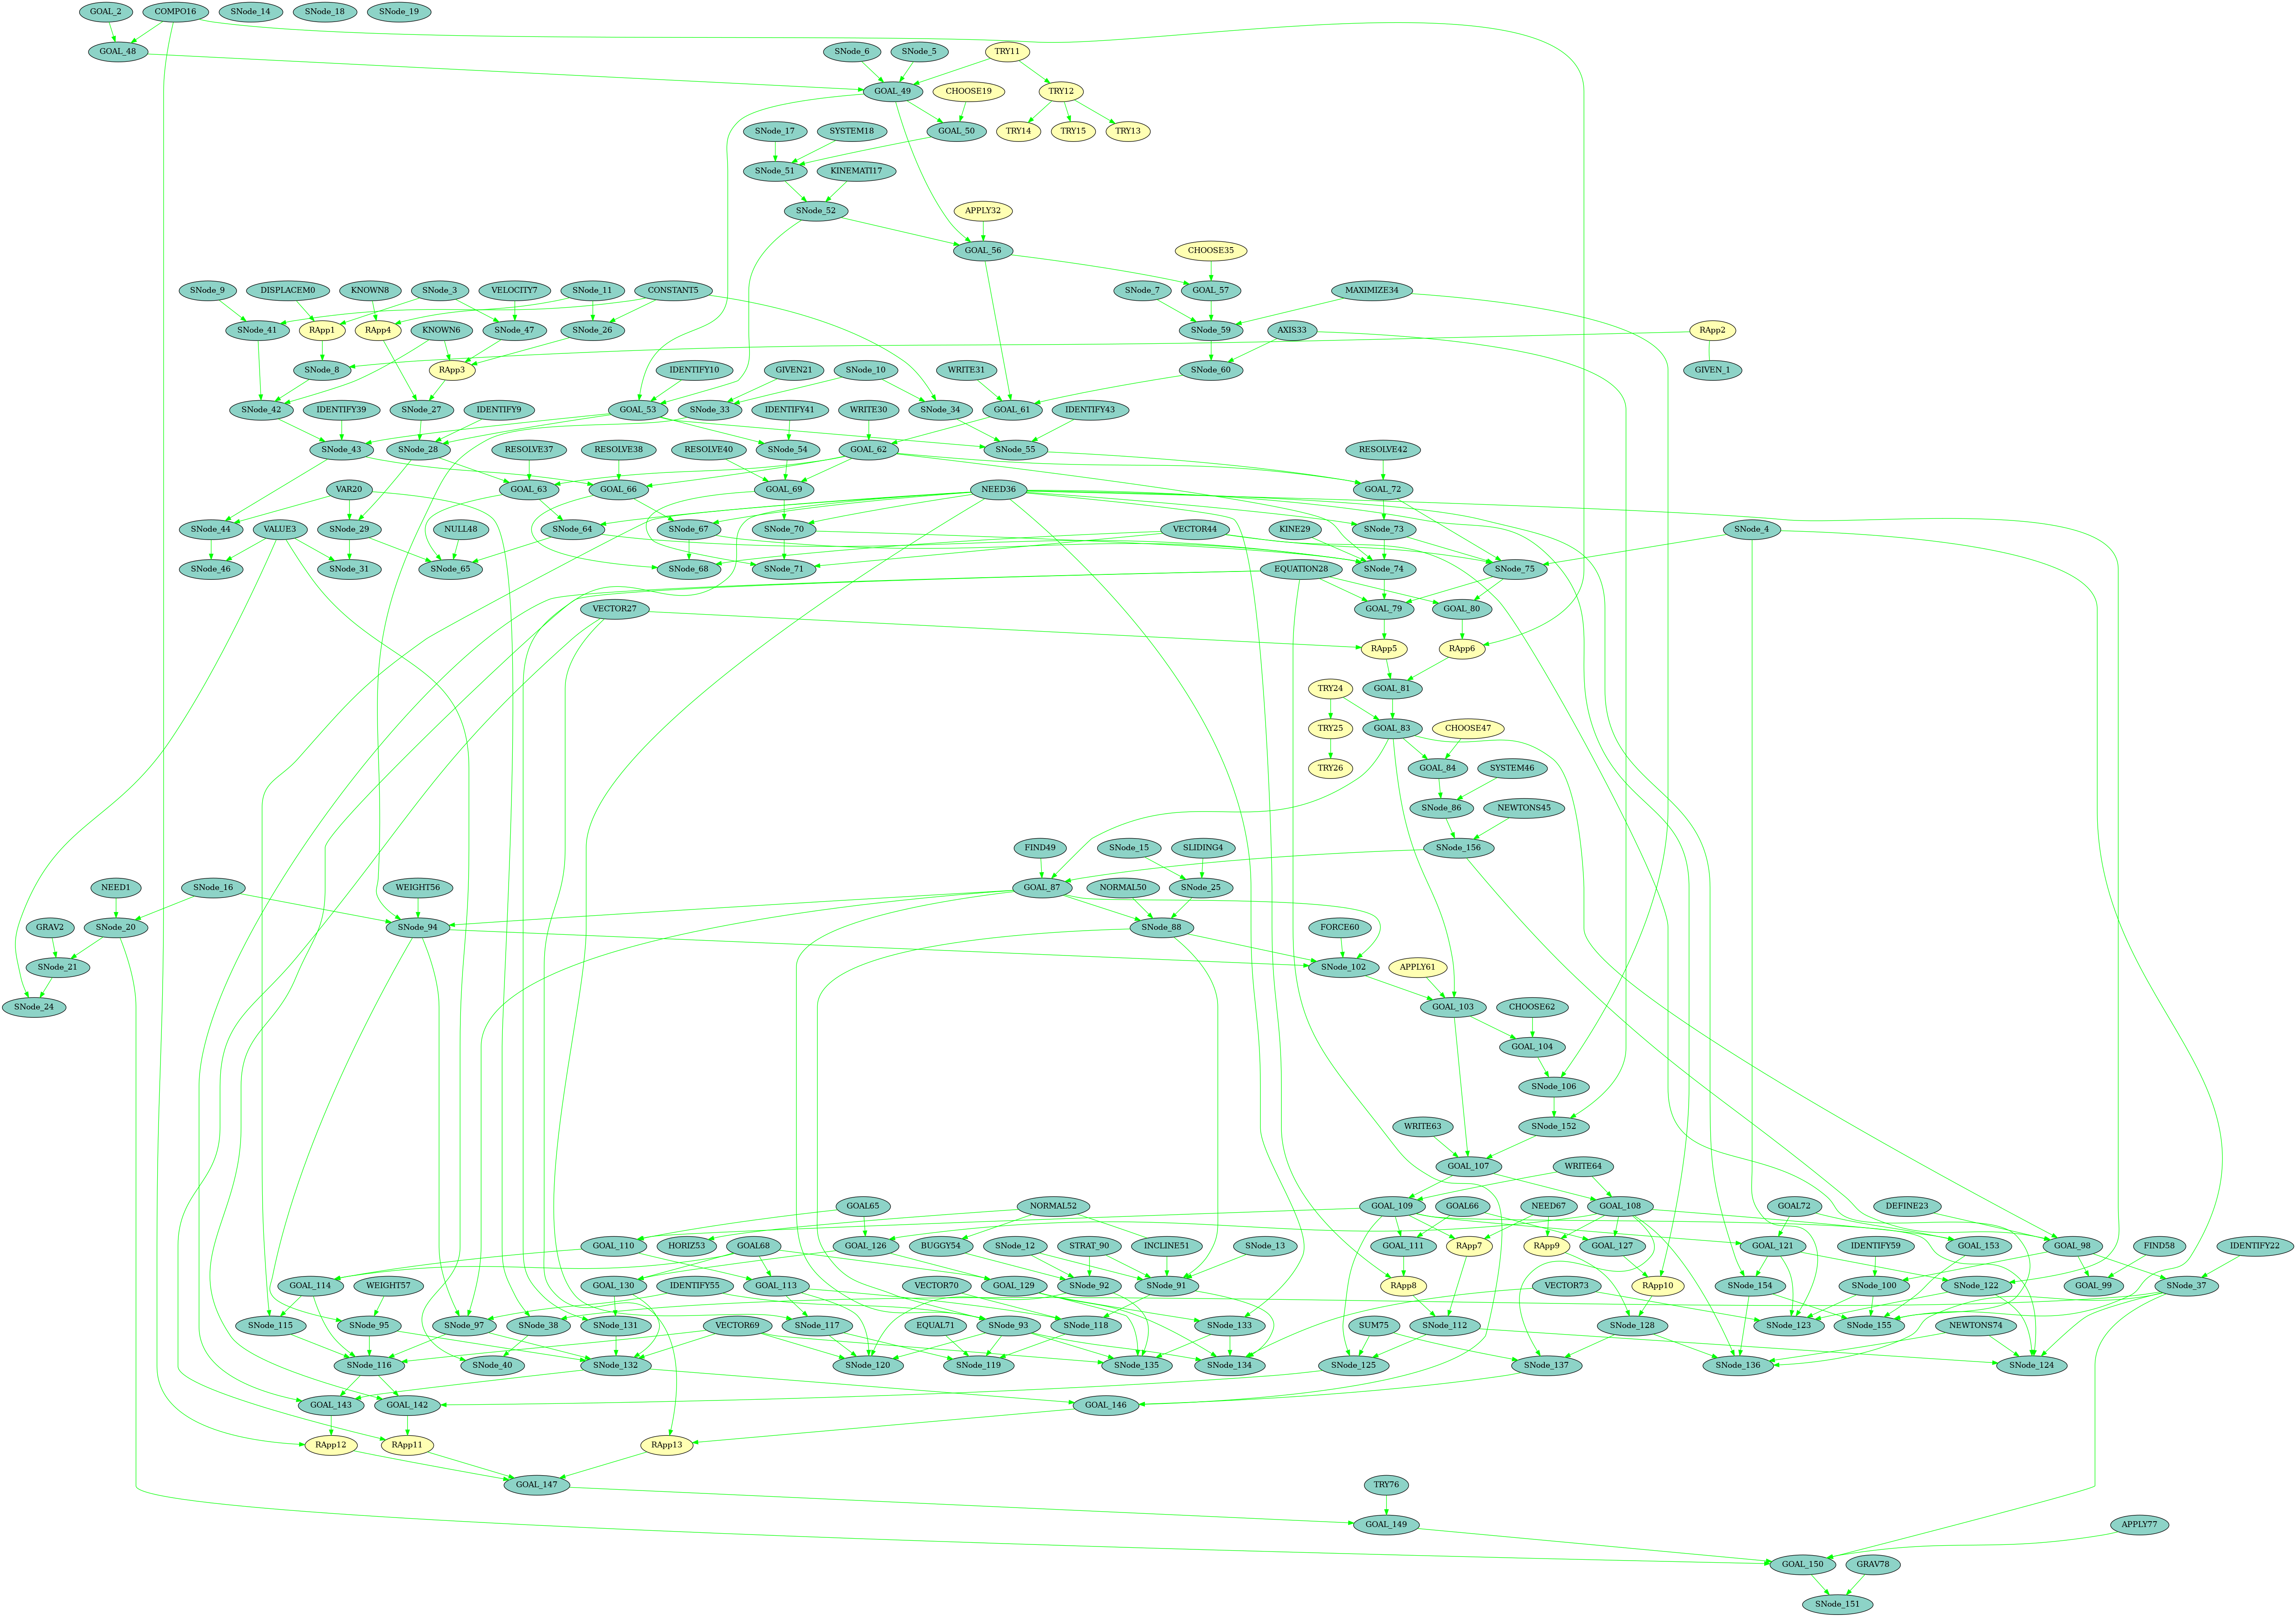 GOAL_2 COMPO16 SNode_14 SNode_18 SNode_19
GOAL_48 SNode_6 SNode_5 TRY11
GOAL_49 CHOOSE19 TRY12
SNode_17 SYSTEM18 GOAL_50 TRY14 TRY15 TRY13
SNode_51 KINEMATI17
SNode_52 APPLY32
GOAL_56 CHOOSE35
SNode_9 DISPLACEM0 KNOWN8 SNode_3 VELOCITY7 SNode_11 CONSTANT5 SNode_7 GOAL_57 MAXIMIZE34
SNode_41 RApp1 RApp4 KNOWN6 SNode_47 SNode_26 SNode_59 AXIS33 RApp2
SNode_8 RApp3 IDENTIFY10 GIVEN21 SNode_10 WRITE31 SNode_60 GIVEN_1
SNode_42 IDENTIFY39 SNode_27 IDENTIFY9 GOAL_53 SNode_33 IDENTIFY41 WRITE30 SNode_34 GOAL_61 IDENTIFY43
SNode_43 SNode_28 RESOLVE37 RESOLVE38 RESOLVE40 SNode_54 GOAL_62 SNode_55 RESOLVE42
VAR20 GOAL_63 GOAL_66 GOAL_69 NEED36 GOAL_72
SNode_44 VALUE3 SNode_29 NULL48 SNode_64 SNode_67 SNode_70 VECTOR44 KINE29 SNode_73 SNode_4
SNode_46 SNode_31 SNode_65 SNode_68 SNode_71 EQUATION28 SNode_74 SNode_75
VECTOR27 GOAL_79 GOAL_80
RApp5 RApp6
TRY24 GOAL_81
TRY25 GOAL_83 CHOOSE47
TRY26 GOAL_84 SYSTEM46
SNode_86 NEWTONS45
FIND49 SNode_15 SLIDING4 SNode_156
NEED1 SNode_16 WEIGHT56 GOAL_87 NORMAL50 SNode_25
GRAV2 SNode_20 SNode_94 SNode_88 FORCE60
SNode_21 SNode_102 APPLY61
SNode_24 GOAL_103 CHOOSE62
GOAL_104
SNode_106
WRITE63 SNode_152
GOAL_107 WRITE64
GOAL65 NORMAL52 GOAL_109 GOAL66 NEED67 GOAL_108 GOAL72 DEFINE23
GOAL_110 HORIZ53 GOAL68 GOAL_126 BUGGY54 SNode_12 STRAT_90 INCLINE51 SNode_13 GOAL_111 RApp7 RApp9 GOAL_127 GOAL_121 IDENTIFY59 GOAL_153 GOAL_98 FIND58 IDENTIFY22
GOAL_114 WEIGHT57 GOAL_130 IDENTIFY55 GOAL_113 VECTOR70 GOAL_129 SNode_92 SNode_91 RApp8 VECTOR73 RApp10 SNode_154 SNode_100 SNode_122 GOAL_99 SNode_37
SNode_115 SNode_95 SNode_97 SNode_38 SNode_131 VECTOR69 SNode_117 EQUAL71 SNode_93 SNode_118 SNode_133 SUM75 SNode_112 SNode_128 SNode_123 SNode_155 NEWTONS74
SNode_116 SNode_40 SNode_132 SNode_120 SNode_119 SNode_135 SNode_134 SNode_125 SNode_137 SNode_136 SNode_124
GOAL_143 GOAL_142 GOAL_146
RApp12 RApp11 RApp13
GOAL_147 TRY76
GOAL_149 APPLY77
GOAL_150 GRAV78
SNode_151